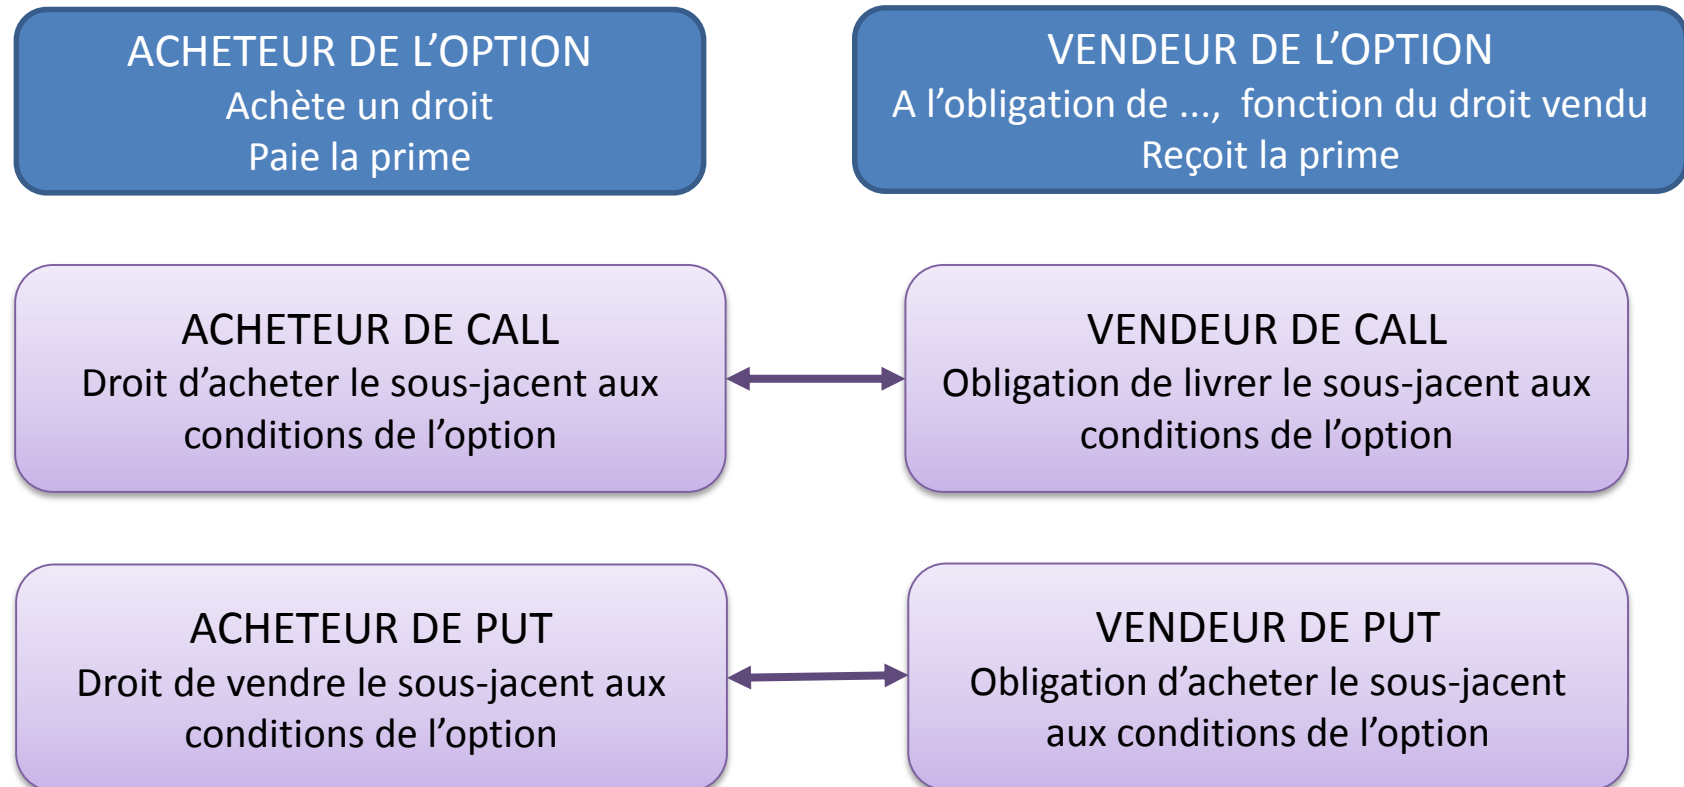 ACHETEUR DE L’OPTION
Achète un droit
Paie la prime
VENDEUR DE L’OPTION
A l’obligation de ..., fonction du droit vendu
Reçoit la prime
ACHETEUR DE CALL
Droit d’acheter le sous-jacent aux
conditions de l’option
VENDEUR DE CALL
Obligation de livrer le sous-jacent aux
conditions de l’option
ACHETEUR DE PUT
Droit de vendre le sous-jacent aux
conditions de l’option
VENDEUR DE PUT
Obligation d’acheter le sous-jacent
aux conditions de l’option